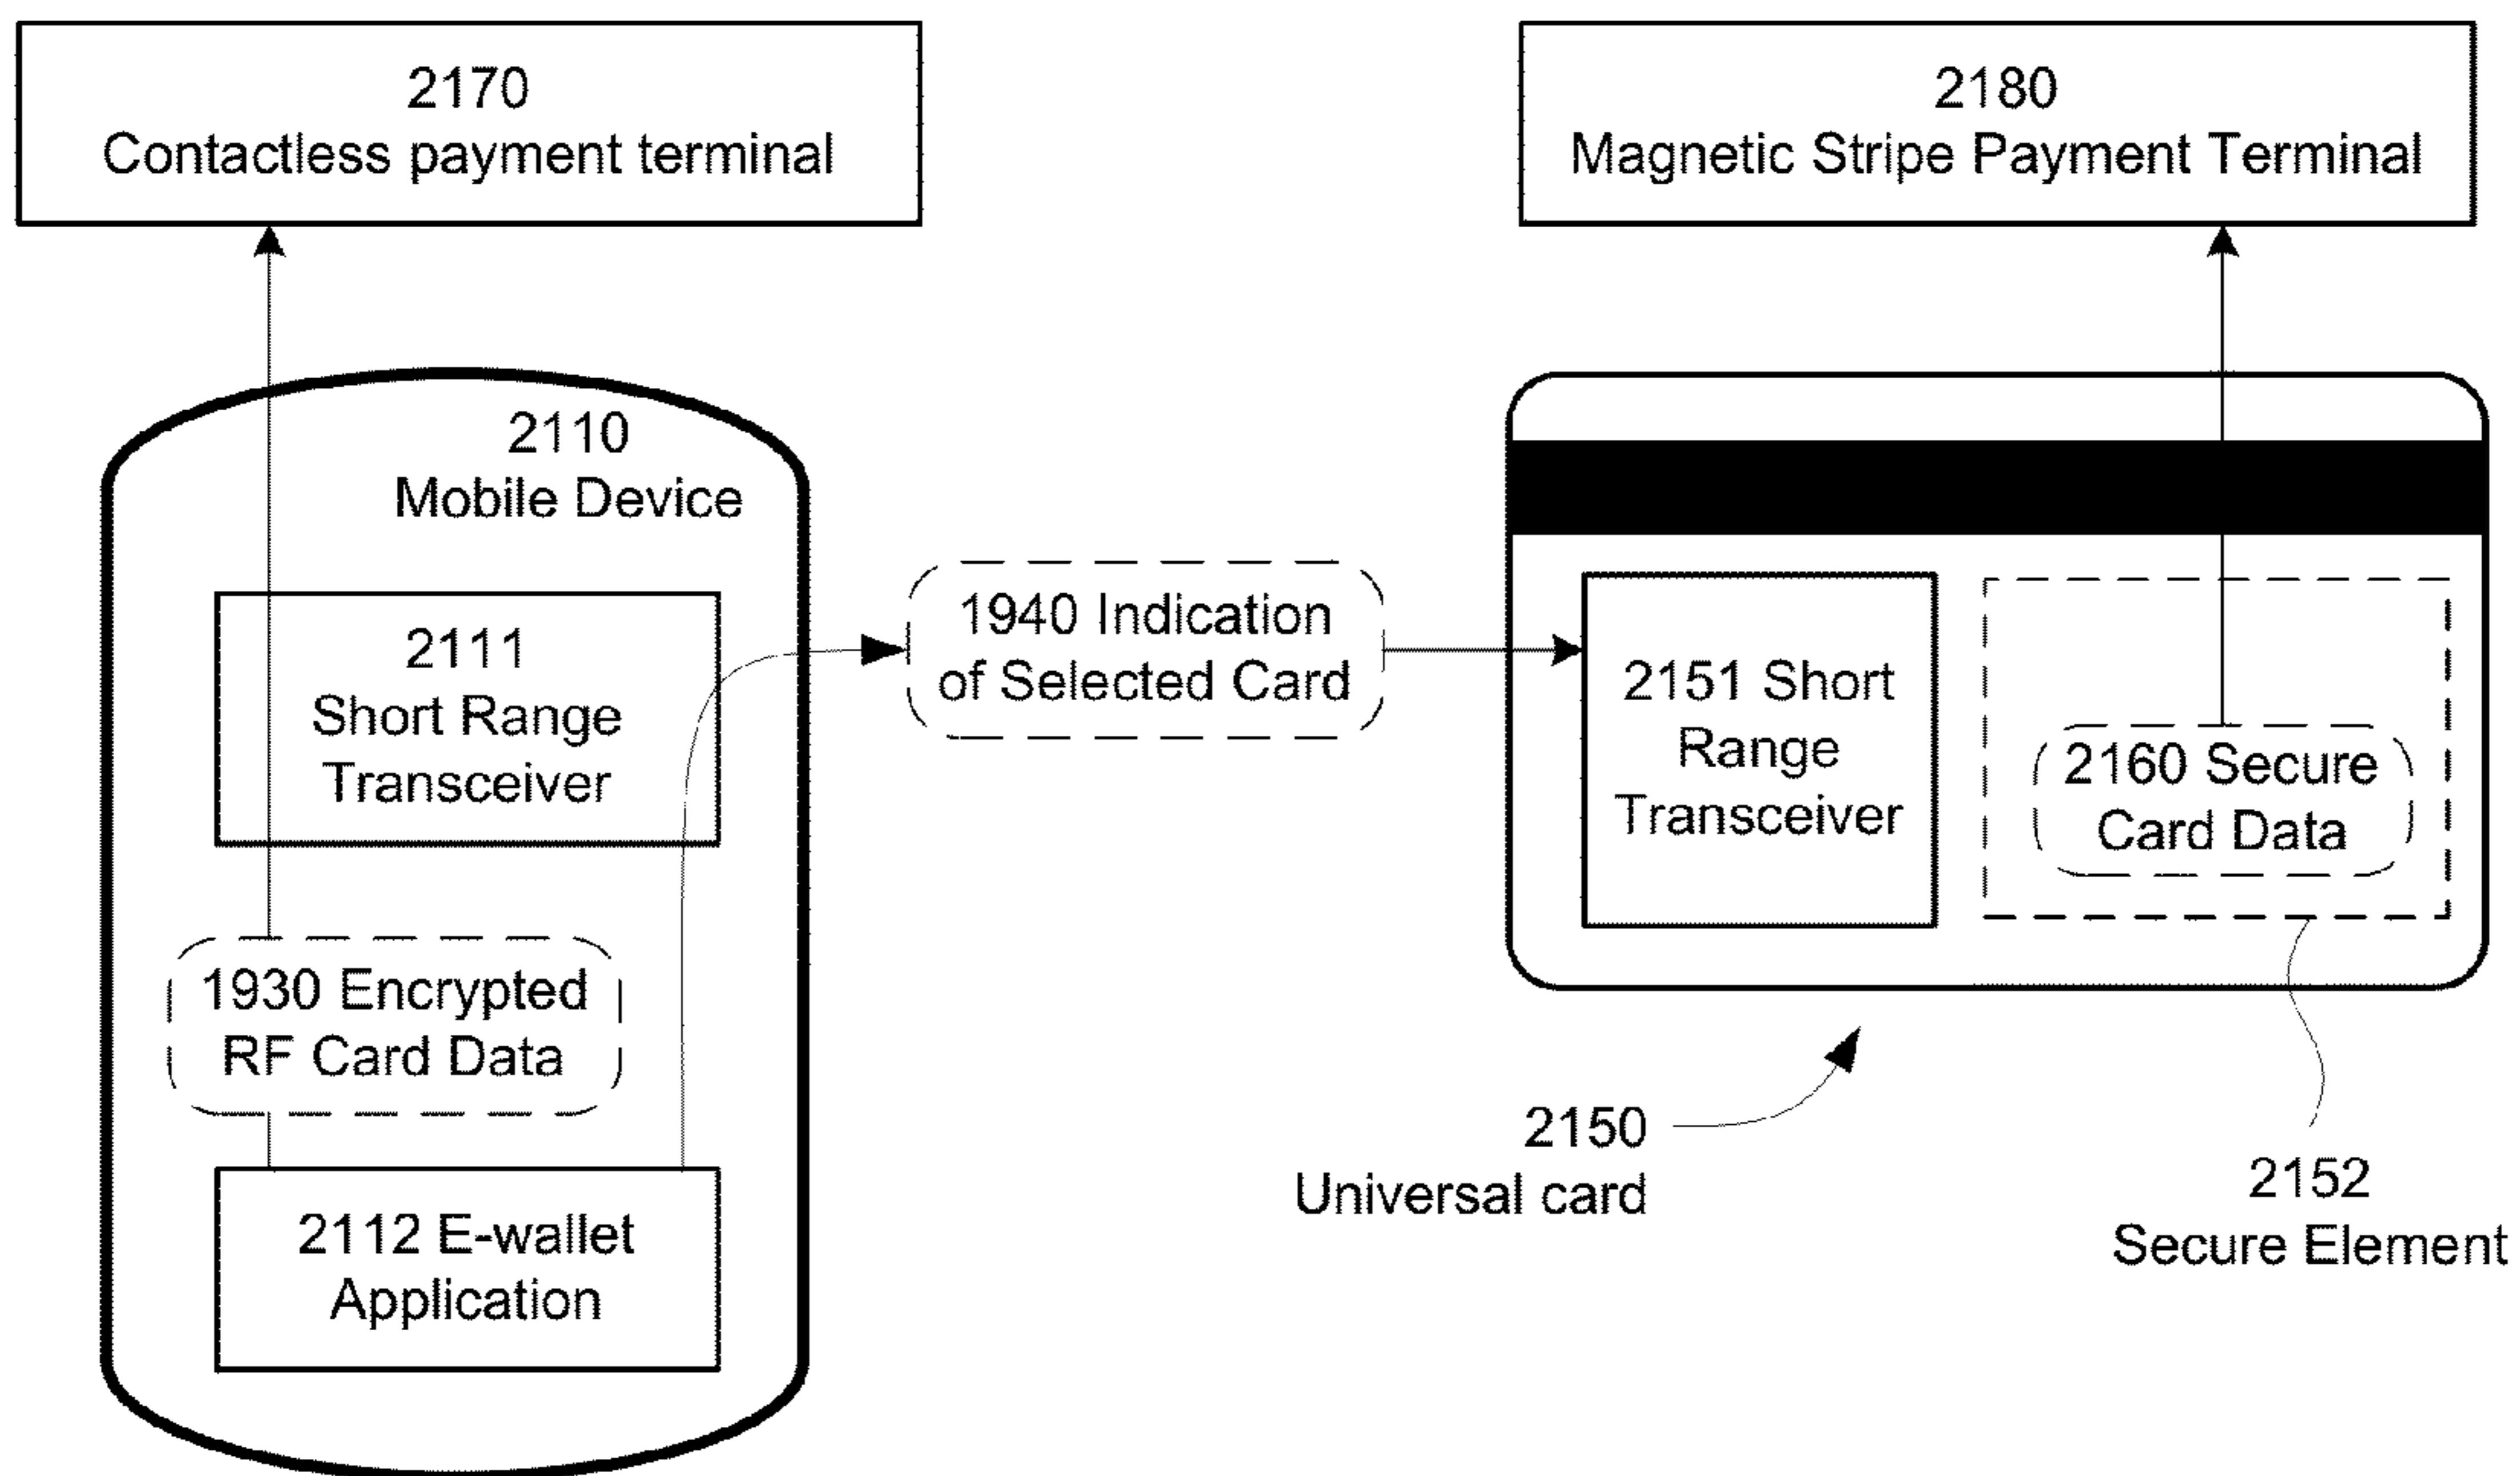 2170
Contactless payment terminal
2180
Magnetic Stripe Payment Terminal
2110
Mobile Device
2111
Short Range
Transceiver
1930 Encrypted
RF Card Data
2112 E-wallet
Application
1940 Indication
of Selected Card
2151 Short
Range
Transceiver
2160 Secure
Card Data
2150
Universal card
2152
Secure Element